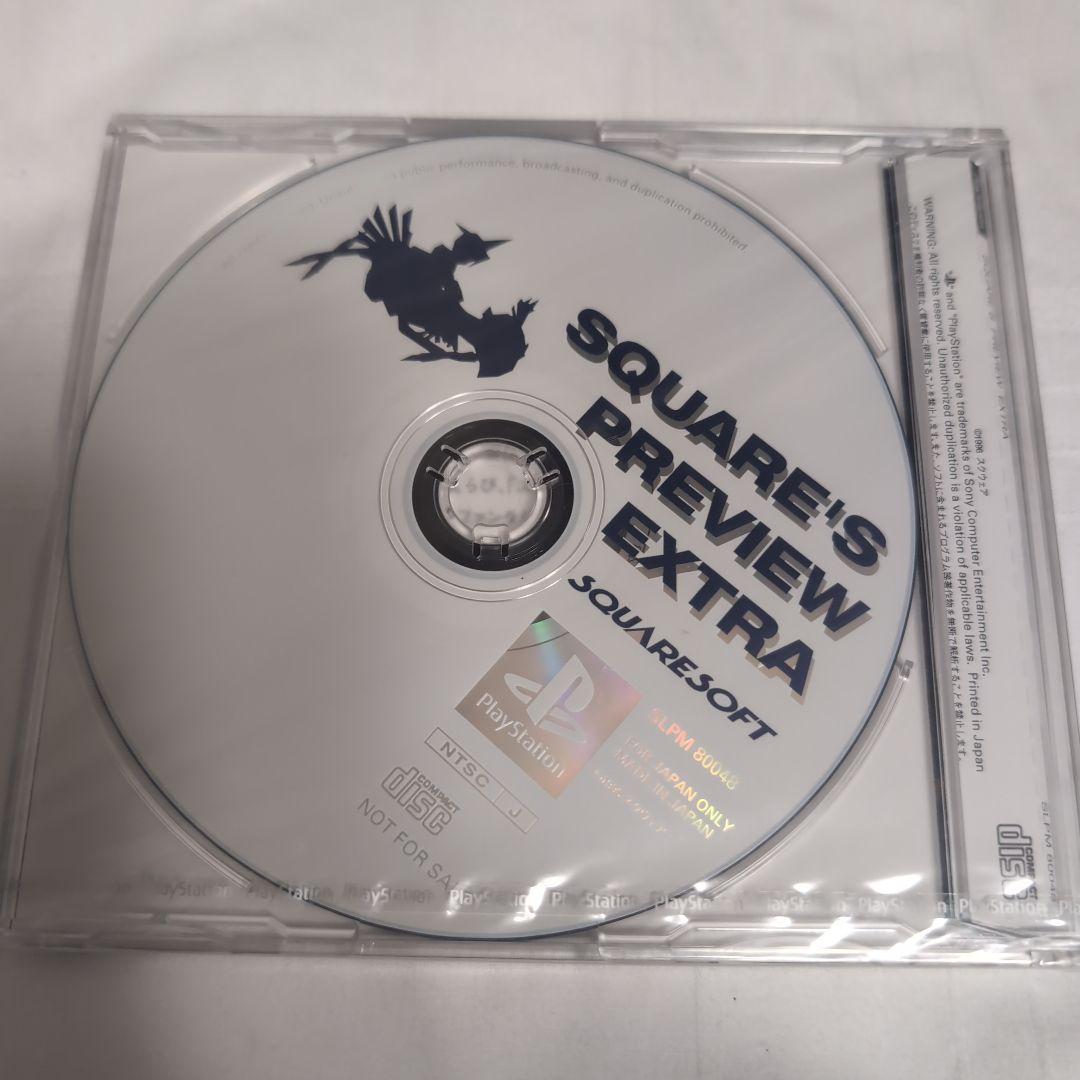 public performance, broadcasting, and duplication prohibited.
SQUARE'S
PREVIEW
EXTRA
SQUARESOFT
PlayStation
SLPM 80048
FOR JAPAN ONLY
MADE IN JAPAN
NTSC J
COMPACT
disc
NOT FOR SA
PlayStation PlayStation PlayStation PlayStation PlayStation PlayStation PlayStation PlayStation PlayStation
EXTRA
©1996 スクウェア
" and "PlayStation" are trademarks of Sony Computer Entertainment Inc.
WARNING: All rights reserved. Unauthorized duplication is a violation of applicable laws. Printed in Japan
COMPACT
disc